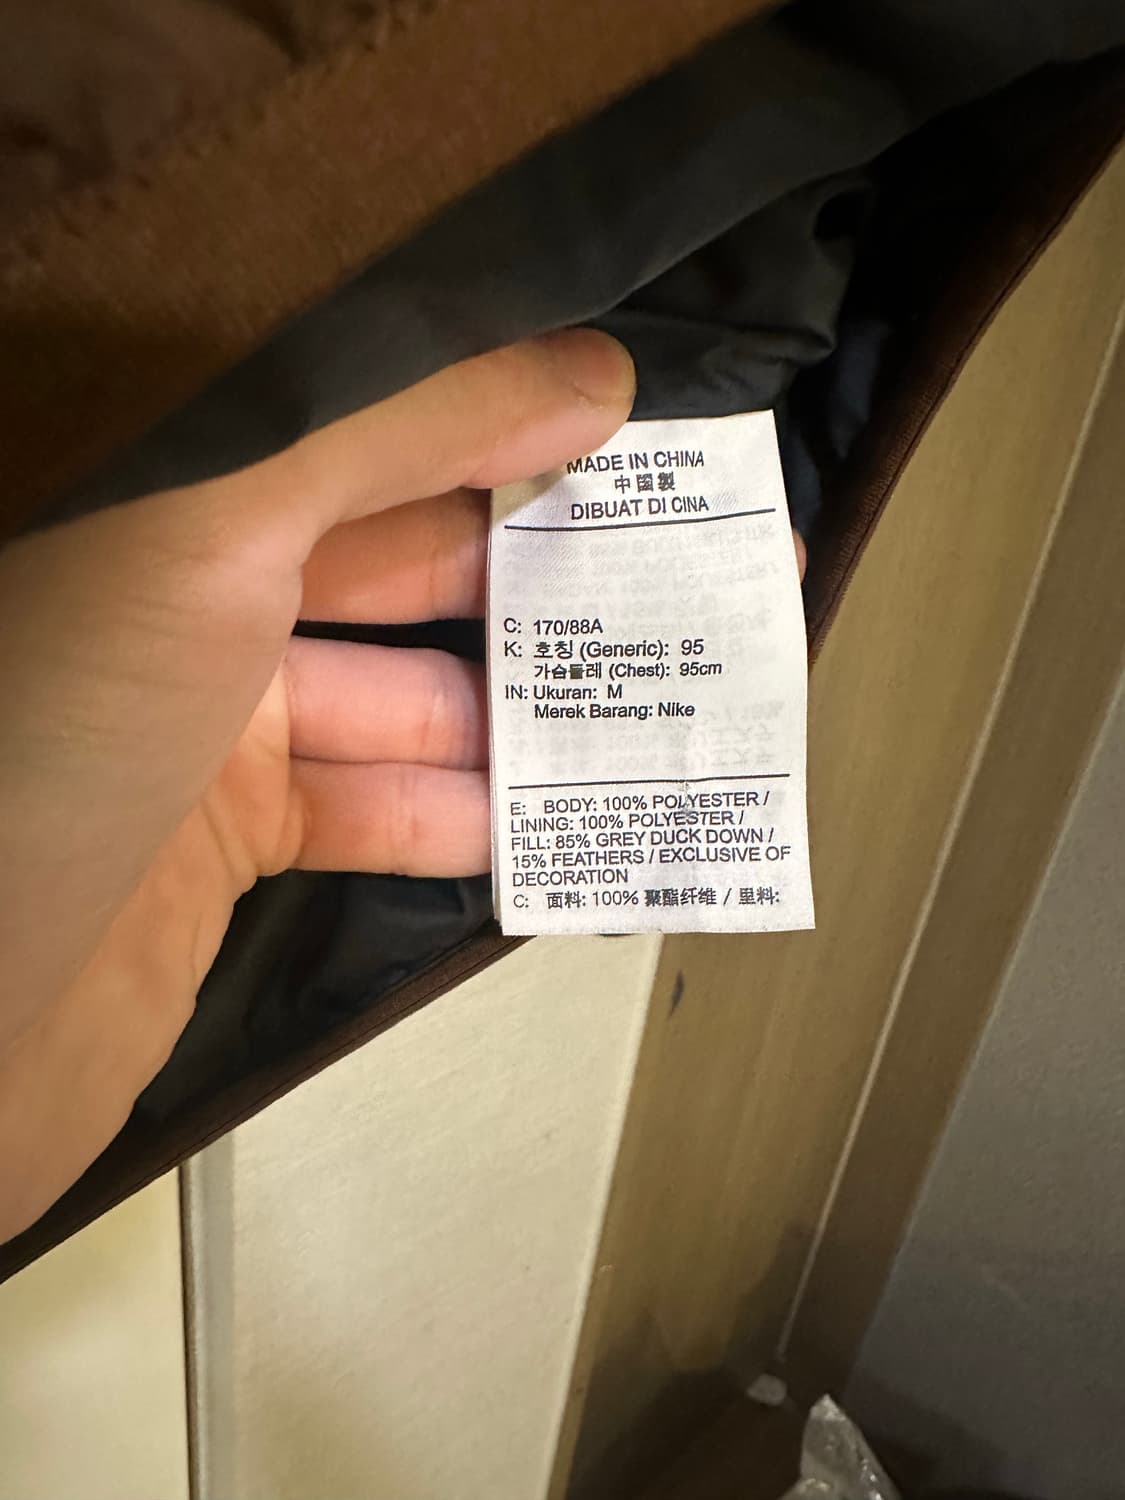 MADE IN CHINA
中国製
DIBUAT DI CINA
C: 170/88A
K: 호칭 (Generic): 95
가슴둘레 (Chest): 95cm
IN: Ukuran: M
Merek Barang: Nike
E: BODY: 100% POLYESTER /
LINING: 100% POLYESTER /
FILL: 85% GREY DUCK DOWN /
15% FEATHERS / EXCLUSIVE OF
DECORATION
C: 面料: 100% 聚酯纤维 / 里料: